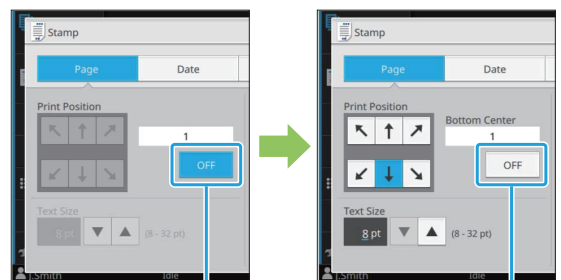 Stamp
Page Date
Print Position
1
OFF
Text Size
8 pt (8 - 32 pt)
J.Smith Idle
Stamp
Page Date
Print Position
Bottom Center
1
OFF
Text Size
8 pt (8 - 32 pt)
J.Smith Idle